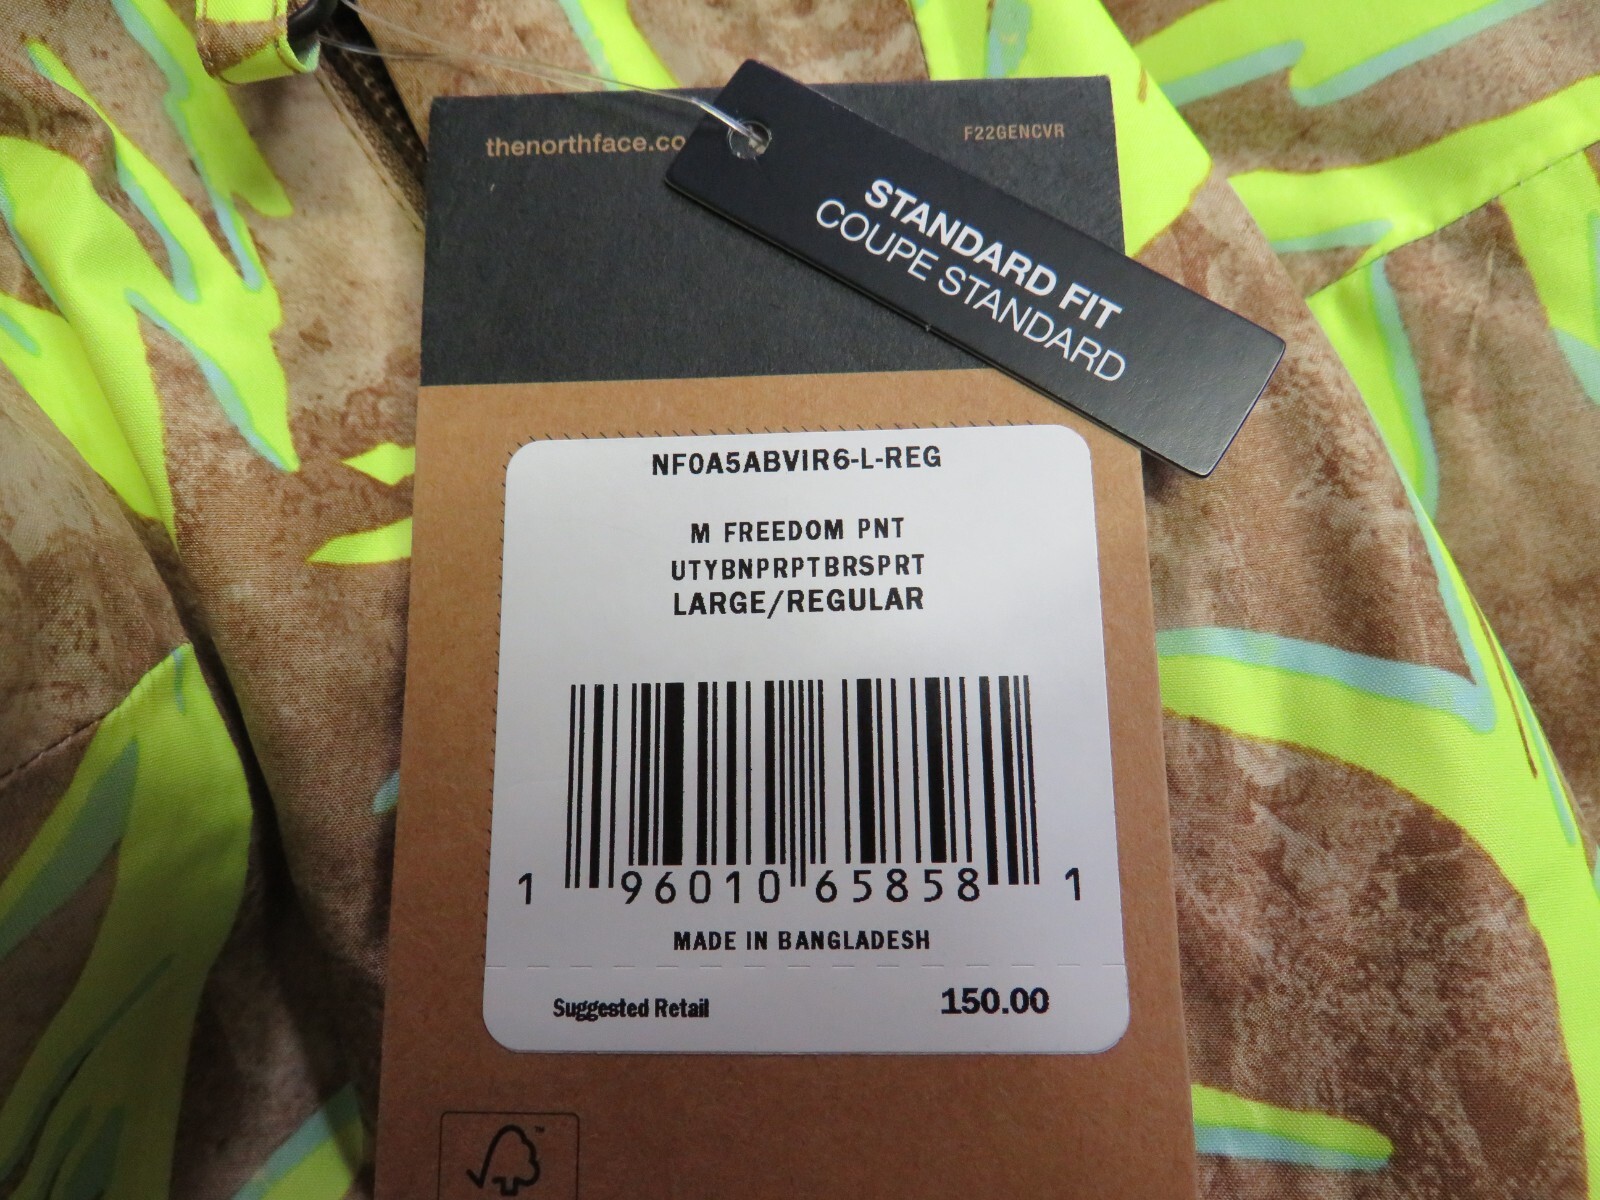 thenorthface.co
F22GENCVR
STANDARD FIT
COUPE STANDARD
NF0A5ABVIR6-L-REG
M FREEDOM PNT
UTYBNPRPTBRSPRT
LARGE/REGULAR
1 96010 65858 1
MADE IN BANGLADESH
Suggested Retail 150.00